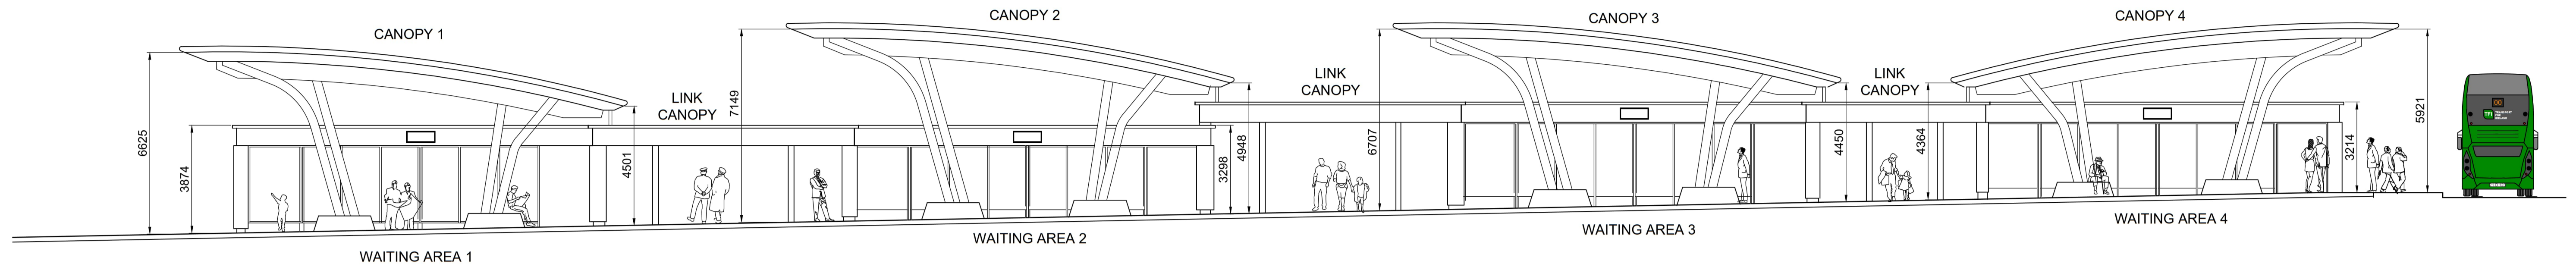 CANOPY 1
CANOPY 2
CANOPY 3
CANOPY 4
LINK
CANOPY
LINK
CANOPY
LINK
CANOPY
6625
3874
4501
7149
3298
4948
6707
4450
4364
3214
5921
TFI
WAITING AREA 1
WAITING AREA 2
WAITING AREA 3
WAITING AREA 4